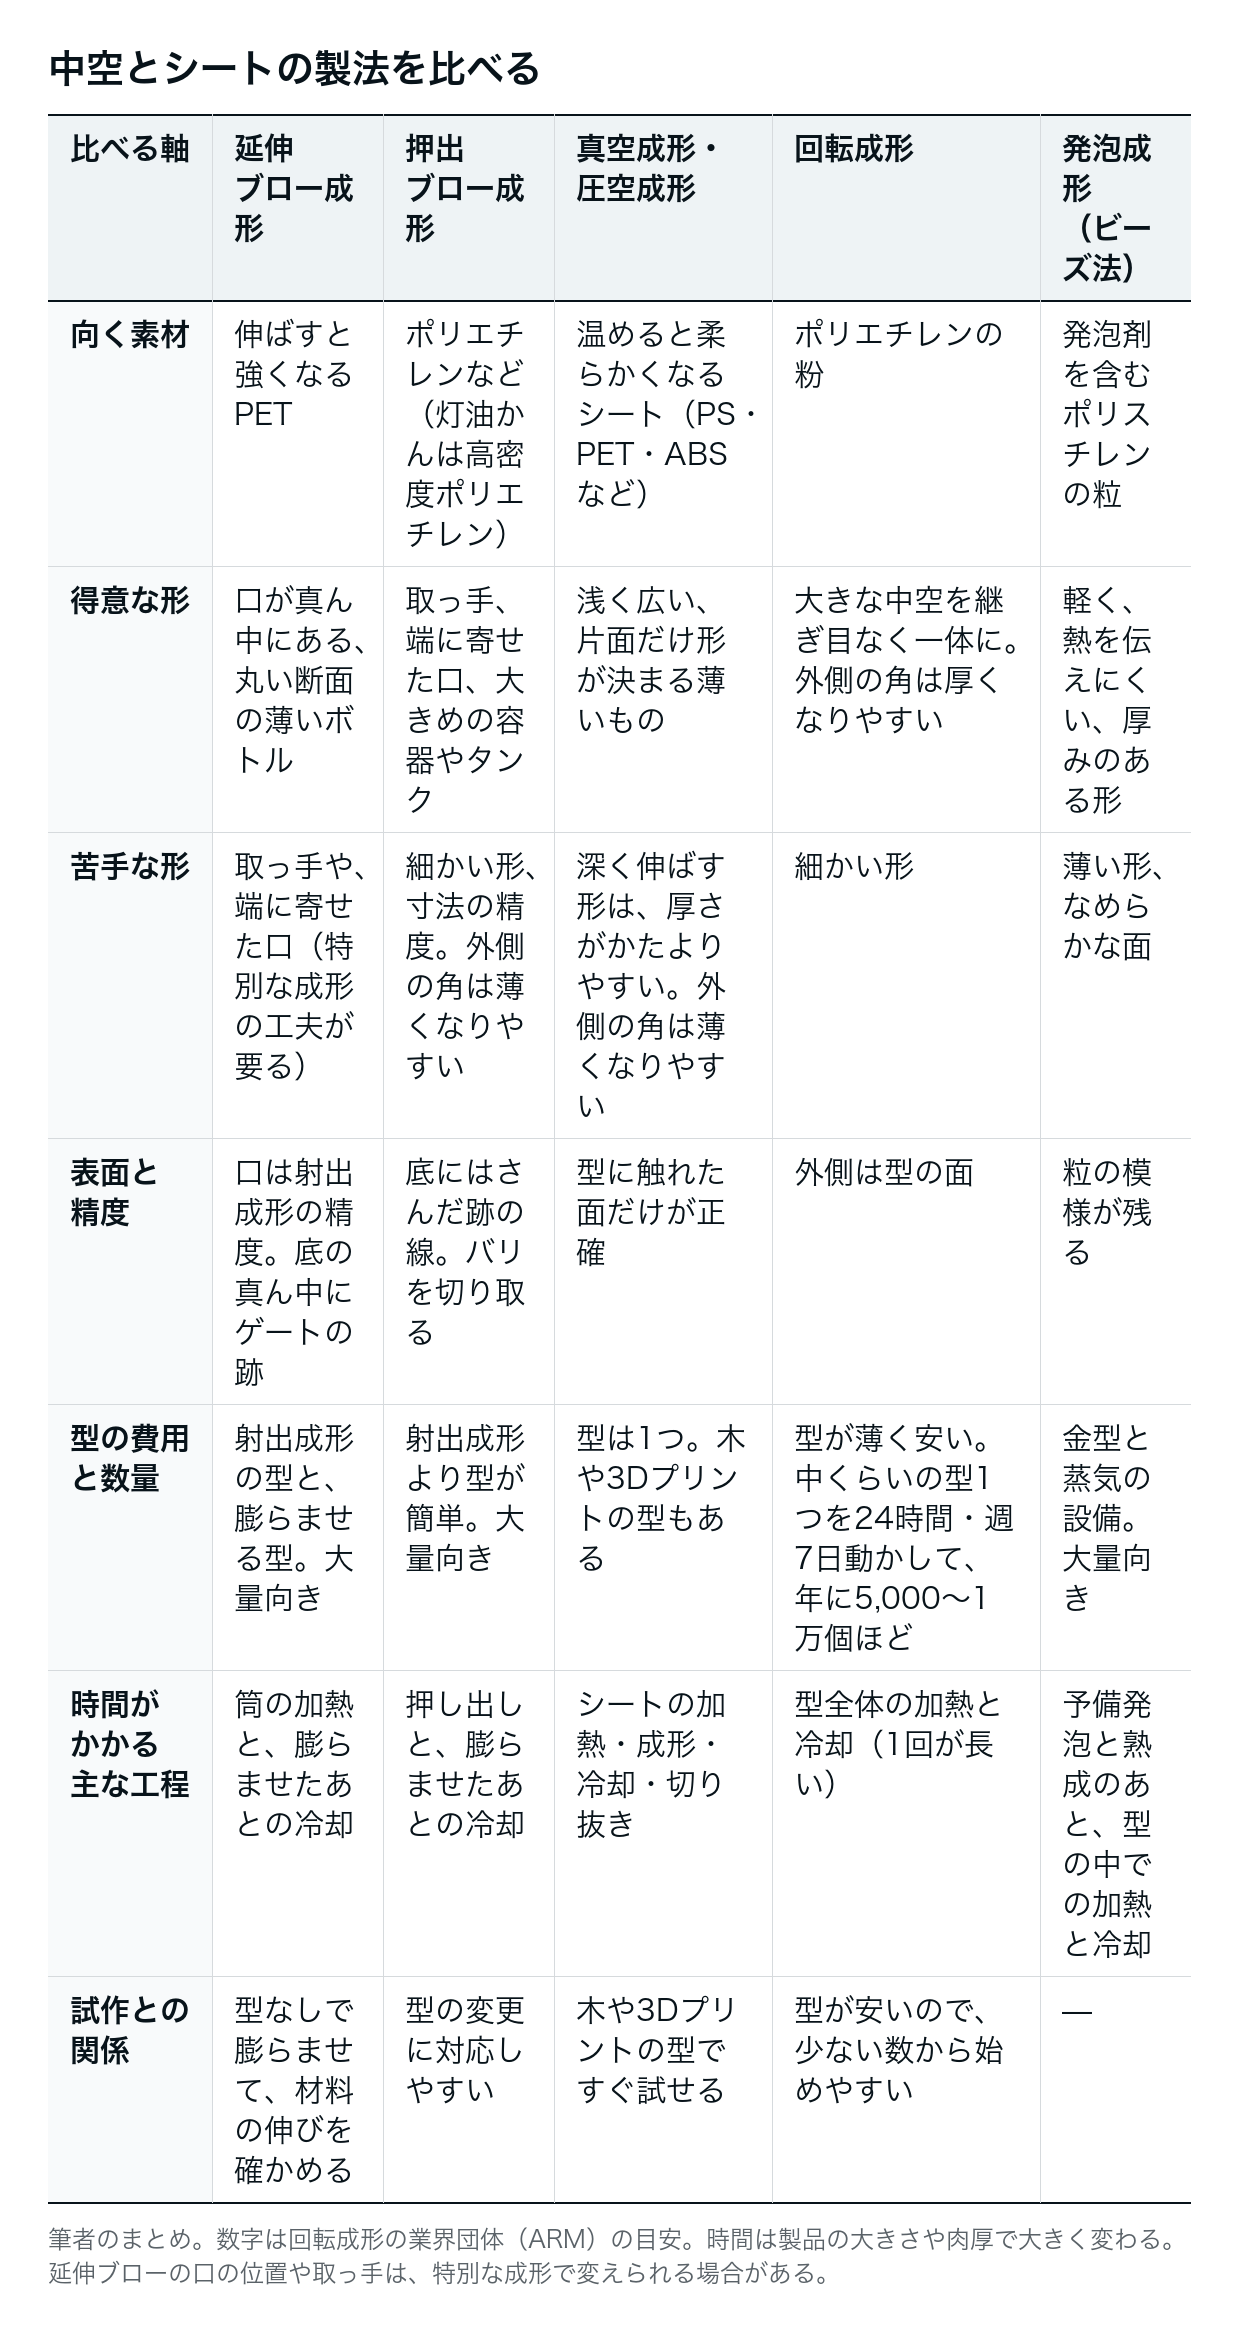 中空とシートの製法を比べる
比べる軸
延伸
ブロー成
形
押出
ブロー成
形
真空成形・
圧空成形
回転成形
発泡成
形
（ビー
ズ法）
向く素材
伸ばすと
強くなる
PET
ポリエチ
レンなど
（灯油か
んは高密
度ポリエ
チレン）
温めると柔
らかくなる
シート（PS・
PET・ABS
など）
ポリエチレンの
粉
発泡剤
を含む
ポリス
チレン
の粒
得意な形
口が真ん
中にある、
丸い断面
の薄いボ
トル
取っ手、
端に寄せ
た口、大
きめの容
器やタン
ク
浅く広い、
片面だけ形
が決まる薄
いもの
大きな中空を継
ぎ目なく一体に。
外側の角は厚く
なりやすい
軽く、
熱を伝
えにく
い、厚
みのあ
る形
苦手な形
取っ手や、
端に寄せ
た口（特
別な成形
の工夫が
要る）
細かい形、
寸法の精
度。外側
の角は薄
くなりや
すい
深く伸ばす
形は、厚さ
がかたより
やすい。外
側の角は薄
くなりやす
い
細かい形
薄い形、
なめら
かな面
表面と
精度
口は射出
成形の精
度。底の
真ん中に
ゲートの
跡
底にはさ
んだ跡の
線。バリ
を切り取
る
型に触れた
面だけが正
確
外側は型の面
粒の模
様が残
る
型の費用
と数量
射出成形
の型と、
膨らませ
る型。大
量向き
射出成形
より型が
簡単。大
量向き
型は1つ。木
や3Dプリン
トの型もあ
る
型が薄く安い。
中くらいの型1
つを24時間・週
7日動かして、
年に5,000〜1
万個ほど
金型と
蒸気の
設備。
大量向
き
時間が
かかる
主な工程
筒の加熱
と、膨ら
ませたあ
との冷却
押し出し
と、膨ら
ませたあ
との冷却
シートの加
熱・成形・
冷却・切り
抜き
型全体の加熱と
冷却（1回が長
い）
予備発
泡と熟
成のあ
と、型
の中で
の加熱
と冷却
試作との
関係
型なしで
膨らませ
て、材料
の伸びを
確かめる
型の変更
に対応し
やすい
木や3Dプリ
ントの型で
すぐ試せる
型が安いので、
少ない数から始
めやすい
—
筆者のまとめ。数字は回転成形の業界団体（ARM）の目安。時間は製品の大きさや肉厚で大きく変わる。
延伸ブローの口の位置や取っ手は、特別な成形で変えられる場合がある。